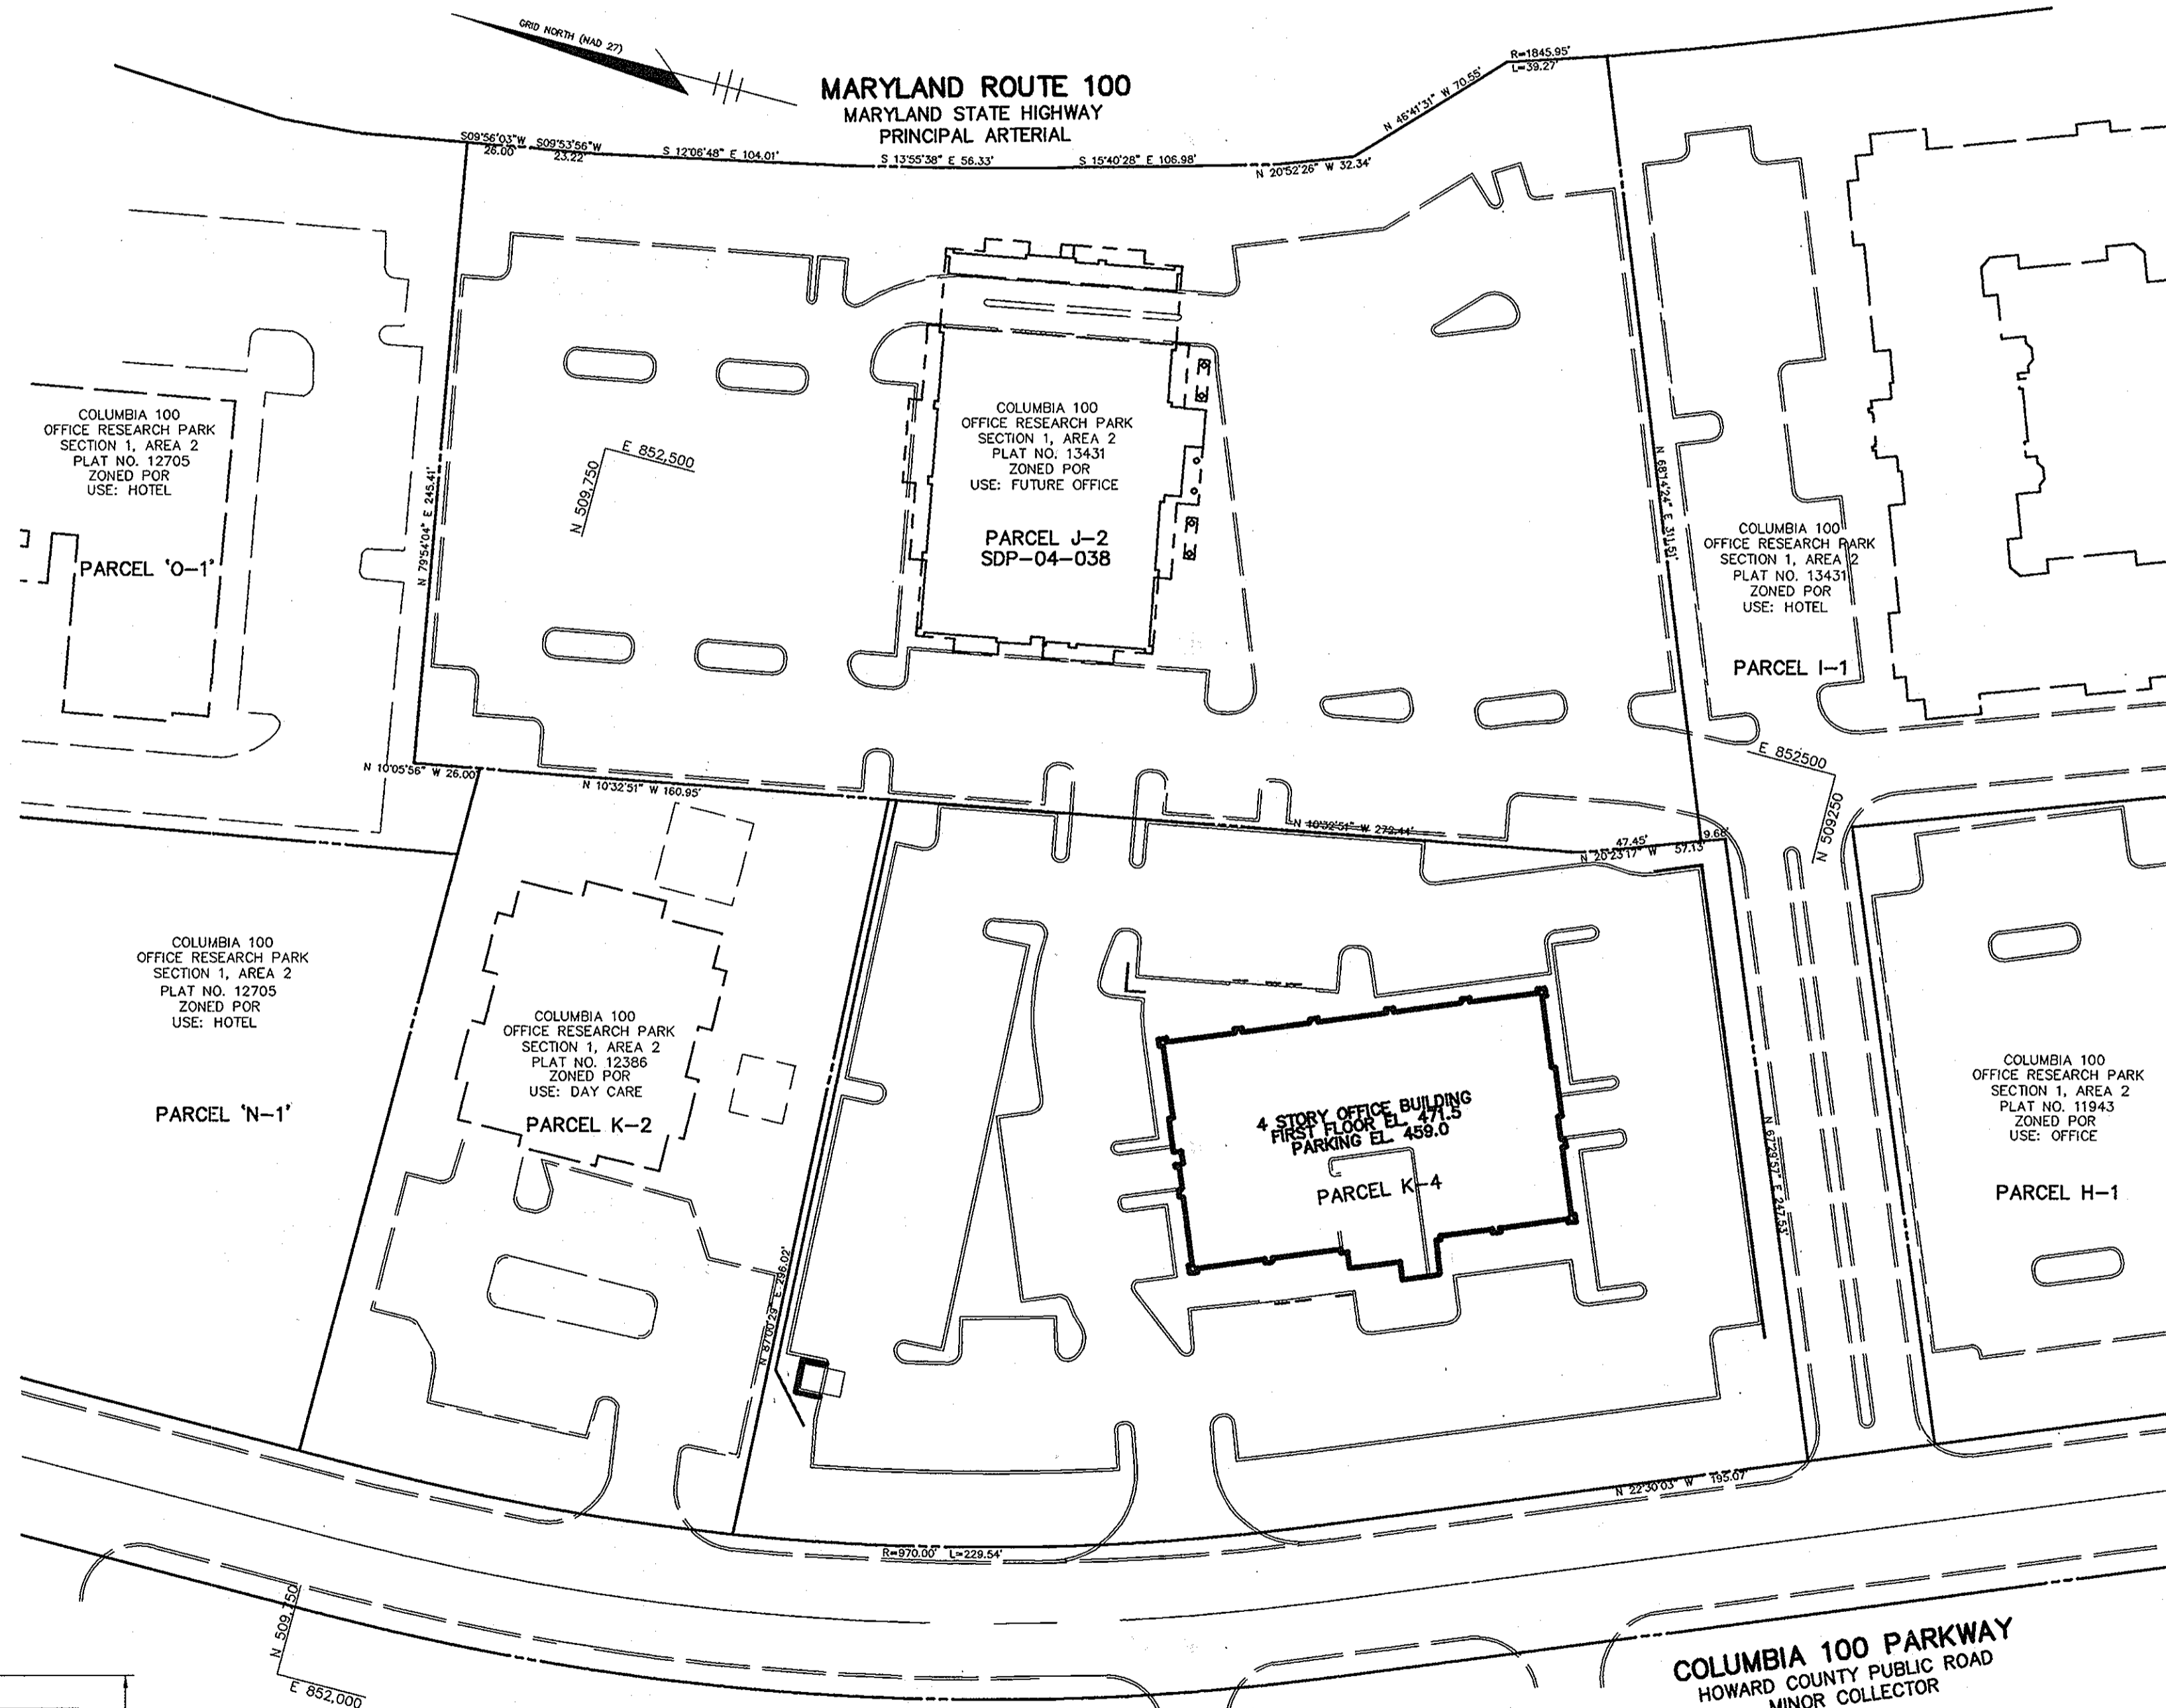 GRID NORTH (NAD 27)
MARYLAND ROUTE 100
MARYLAND STATE HIGHWAY
PRINCIPAL ARTERIAL
R=1845.95'
L=39.27'
N 46°41'31" W 70.55'
S09°56'03"W
26.00'
S09°53'56"W
23.22'
S 12°06'48" E 104.01'
S 13°55'38" E 56.33'
S 15°40'28" E 106.98'
N 20°52'26" W 32.34'
COLUMBIA 100
OFFICE RESEARCH PARK
SECTION 1, AREA 2
PLAT NO. 12705
ZONED POR
USE: HOTEL
PARCEL 'O-1'
N 79°54'04" E 245.41'
E 852,500
N 509,750
COLUMBIA 100
OFFICE RESEARCH PARK
SECTION 1, AREA 2
PLAT NO. 13431
ZONED POR
USE: FUTURE OFFICE
PARCEL J-2
SDP-04-038
N 68°14'24" E 311.51'
COLUMBIA 100
OFFICE RESEARCH PARK
SECTION 1, AREA 2
PLAT NO. 13431
ZONED POR
USE: HOTEL
PARCEL I-1
E 852500
N 509250
N 10°05'56" W 26.00'
N 10°32'51" W 160.95'
N 10°32'51" W 272.44'
47.45'
9.68'
N 20°23'17" W 57.13'
COLUMBIA 100
OFFICE RESEARCH PARK
SECTION 1, AREA 2
PLAT NO. 12705
ZONED POR
USE: HOTEL
PARCEL 'N-1'
COLUMBIA 100
OFFICE RESEARCH PARK
SECTION 1, AREA 2
PLAT NO. 12386
ZONED POR
USE: DAY CARE
PARCEL K-2
N 87°00'29" E 296.02'
4 STORY OFFICE BUILDING
FIRST FLOOR EL. 471.5
PARKING EL. 459.0
PARCEL K-4
N 67°29'57" E 247.53'
COLUMBIA 100
OFFICE RESEARCH PARK
SECTION 1, AREA 2
PLAT NO. 11943
ZONED POR
USE: OFFICE
PARCEL H-1
N 22°30'03" W 195.07'
R=970.00' L=229.54'
N 509,250
E 852,000
COLUMBIA 100 PARKWAY
HOWARD COUNTY PUBLIC ROAD
MINOR COLLECTOR